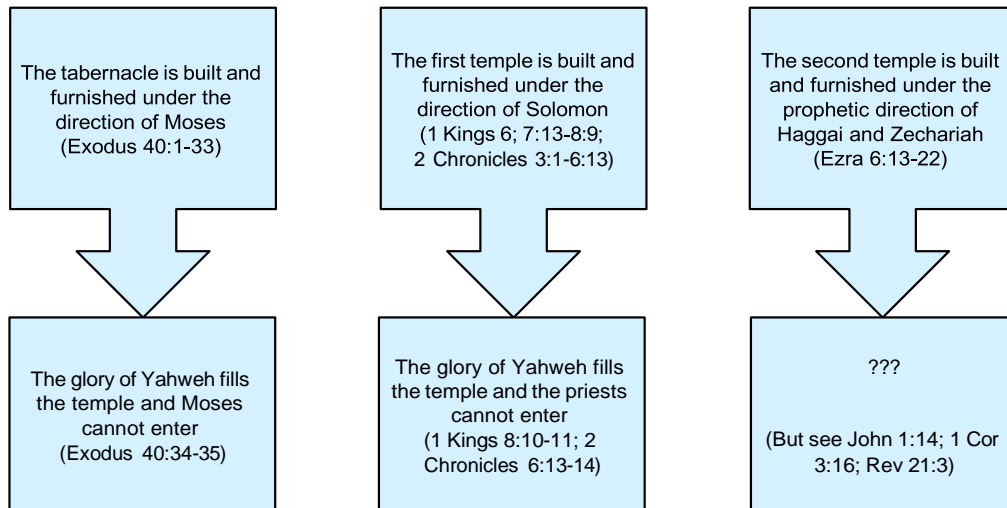 The tabernacle is built and
furnished under the
direction of Moses
(Exodus 40:1-33)
The first temple is built and
furnished under the
direction of Solomon
(1 Kings 6; 7:13-8:9;
2 Chronicles 3:1-6:13)
The second temple is built
and furnished under the
prophetic direction of
Haggai and Zechariah
(Ezra 6:13-22)
The glory of Yahweh fills
the temple and Moses
cannot enter
(Exodus 40:34-35)
The glory of Yahweh fills
the temple and the priests
cannot enter
(1 Kings 8:10-11; 2
Chronicles 6:13-14)
???
(But see John 1:14; 1 Cor
3:16; Rev 21:3)